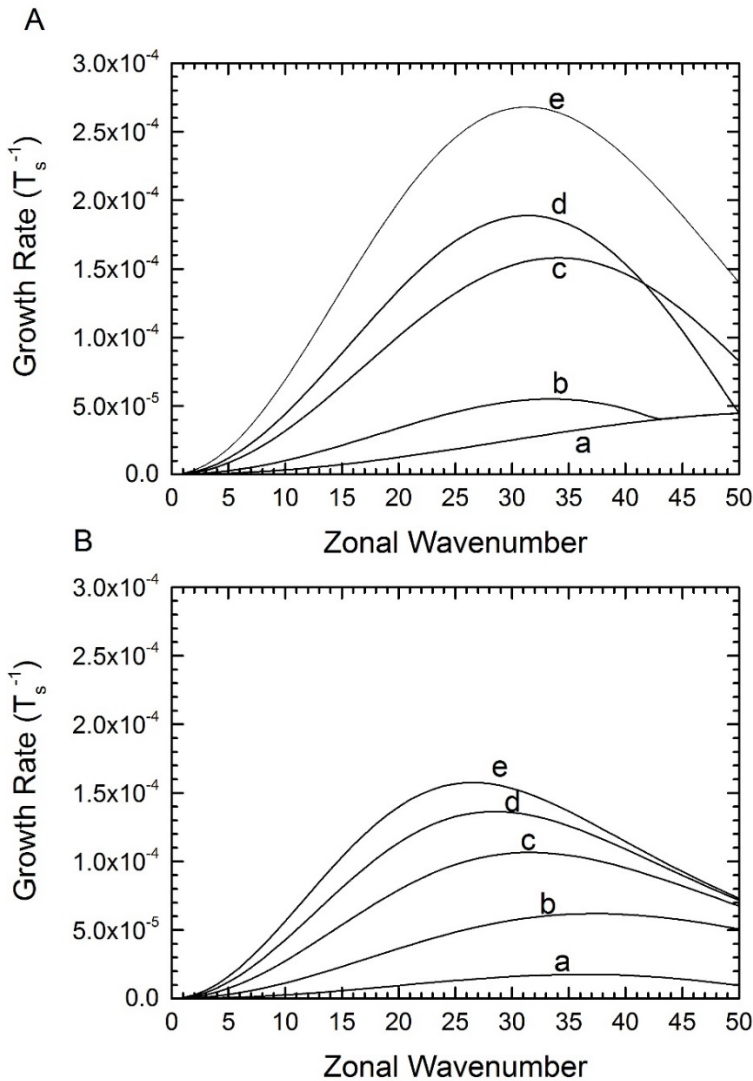 A
3.0x10⁻⁴
2.5x10⁻⁴
2.0x10⁻⁴
1.5x10⁻⁴
1.0x10⁻⁴
5.0x10⁻⁵
0.0
Growth Rate (Tₛ⁻¹)
e
d
c
b
a
0 5 10 15 20 25 30 35 40 45 50
Zonal Wavenumber
B
3.0x10⁻⁴
2.5x10⁻⁴
2.0x10⁻⁴
1.5x10⁻⁴
1.0x10⁻⁴
5.0x10⁻⁵
0.0
Growth Rate (Tₛ⁻¹)
e
d
c
b
a
0 5 10 15 20 25 30 35 40 45 50
Zonal Wavenumber